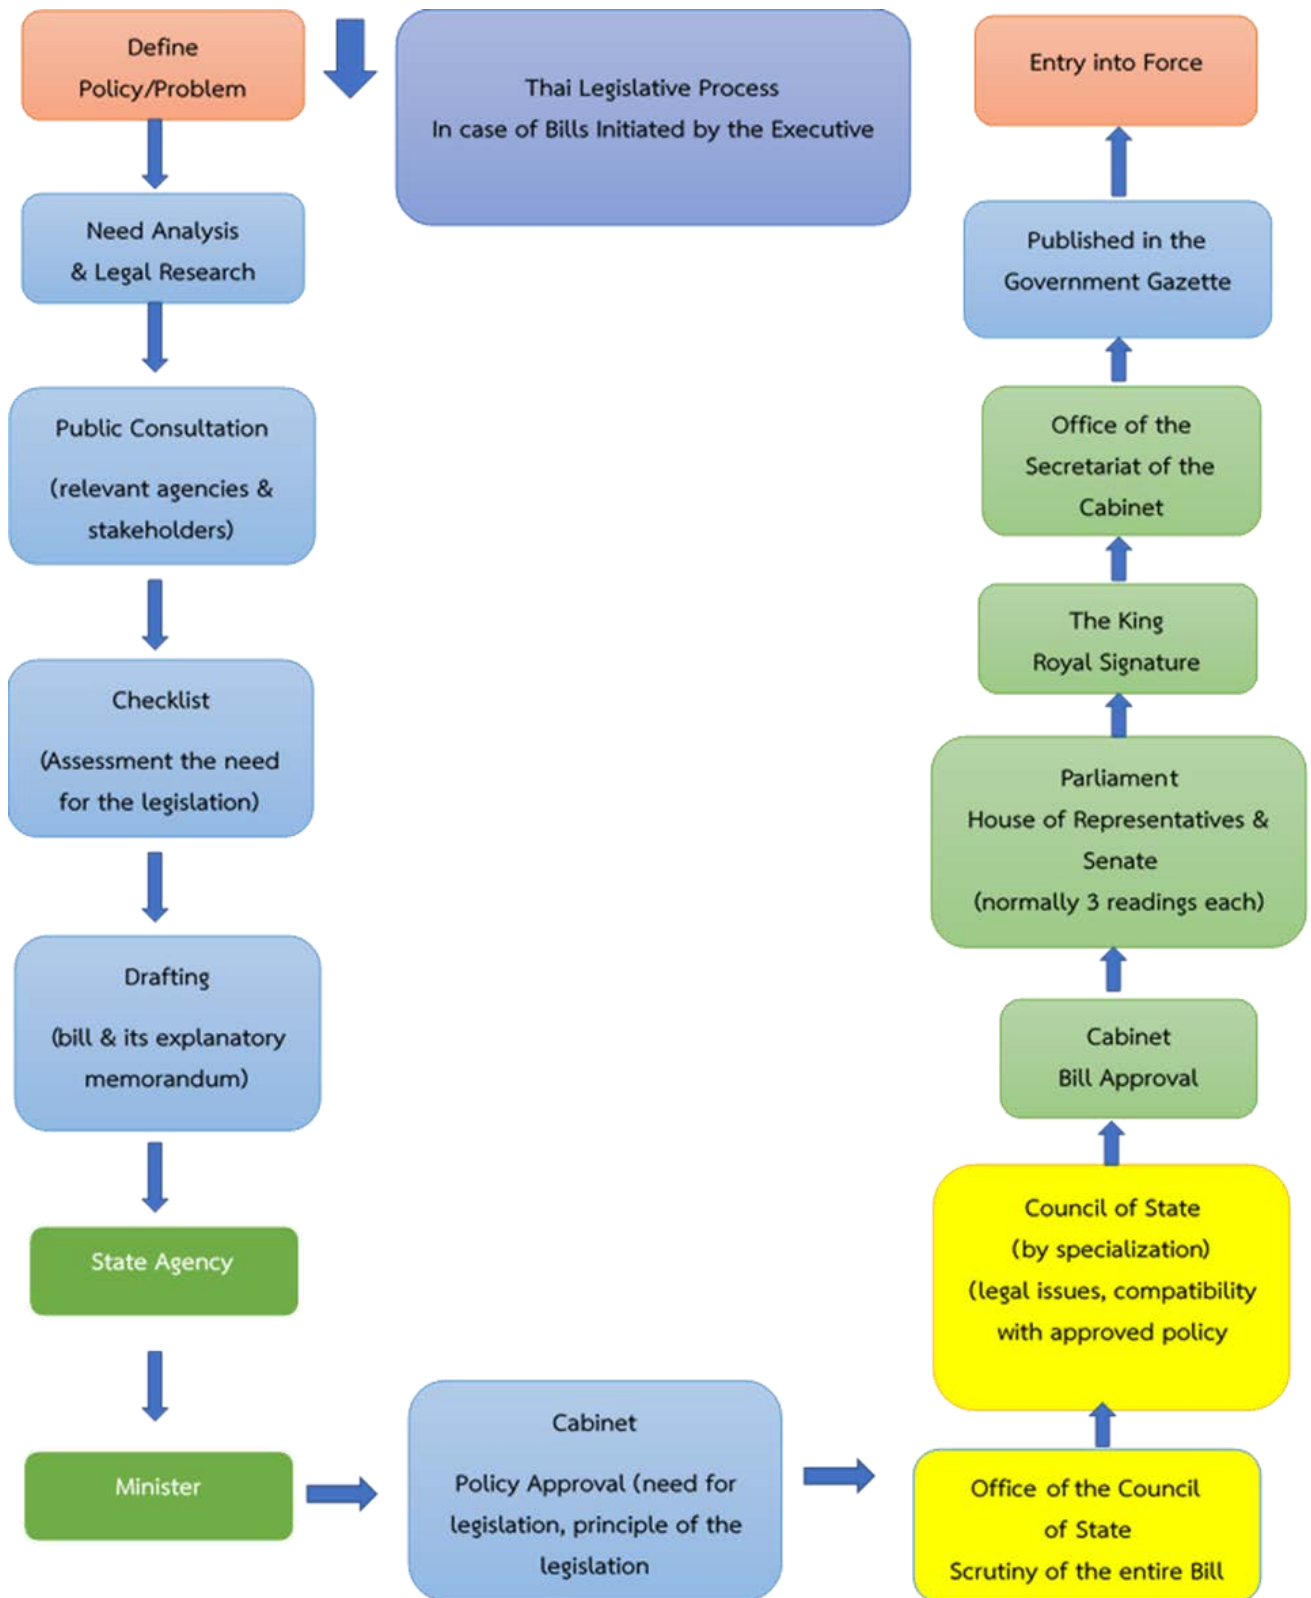 Define
Policy/Problem
Thai Legislative Process
In case of Bills Initiated by the Executive
Need Analysis
& Legal Research
Public Consultation
(relevant agencies &
stakeholders)
Checklist
(Assessment the need
for the legislation)
Drafting
(bill & its explanatory
memorandum)
State Agency
Minister
Cabinet
Policy Approval (need for
legislation, principle of the
legislation
Office of the Council
of State
Scrutiny of the entire Bill
Council of State
(by specialization)
(legal issues, compatibility
with approved policy
Cabinet
Bill Approval
Parliament
House of Representatives &
Senate
(normally 3 readings each)
The King
Royal Signature
Office of the
Secretariat of the
Cabinet
Published in the
Government Gazette
Entry into Force